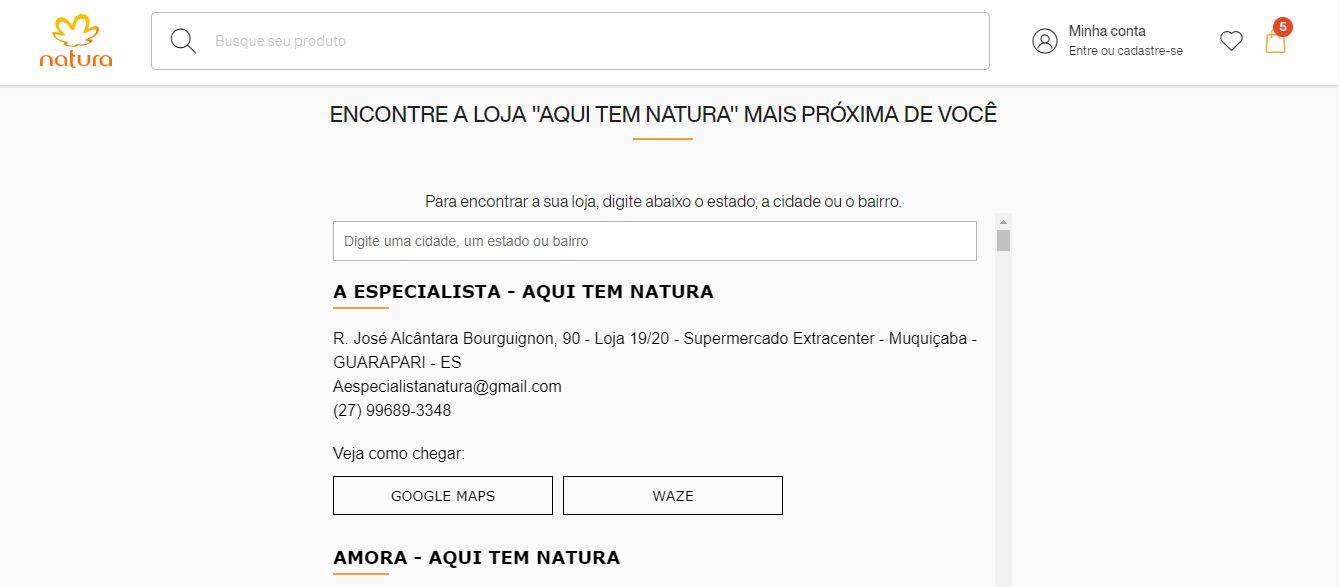 natura
Busque seu produto
Minha conta
Entre ou cadastre-se
5
ENCONTRE A LOJA "AQUI TEM NATURA" MAIS PRÓXIMA DE VOCÊ
Para encontrar a sua loja, digite abaixo o estado, a cidade ou o bairro.
Digite uma cidade, um estado ou bairro
A ESPECIALISTA - AQUI TEM NATURA
R. José Alcântara Bourguignon, 90 - Loja 19/20 - Supermercado Extracenter - Muquiçaba -
GUARAPARI - ES
Aespecialistanatura@gmail.com
(27) 99689-3348
Veja como chegar:
GOOGLE MAPS
WAZE
AMORA - AQUI TEM NATURA